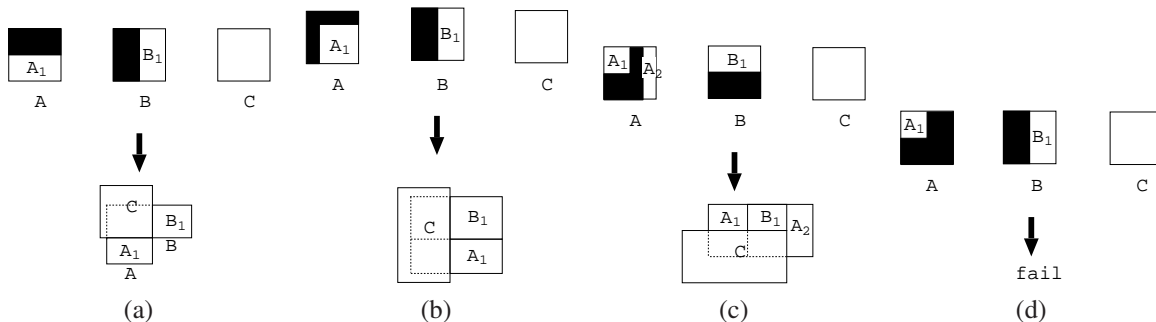 A₁ B₁
A B C
C
A₁ B₁
A B
(a)
A₁ B₁
A B C
C B₁
A₁
(b)
A₁ A₂ B₁
A B C
A₁ B₁ A₂
C
(c)
A₁ B₁
A B C
fail
(d)